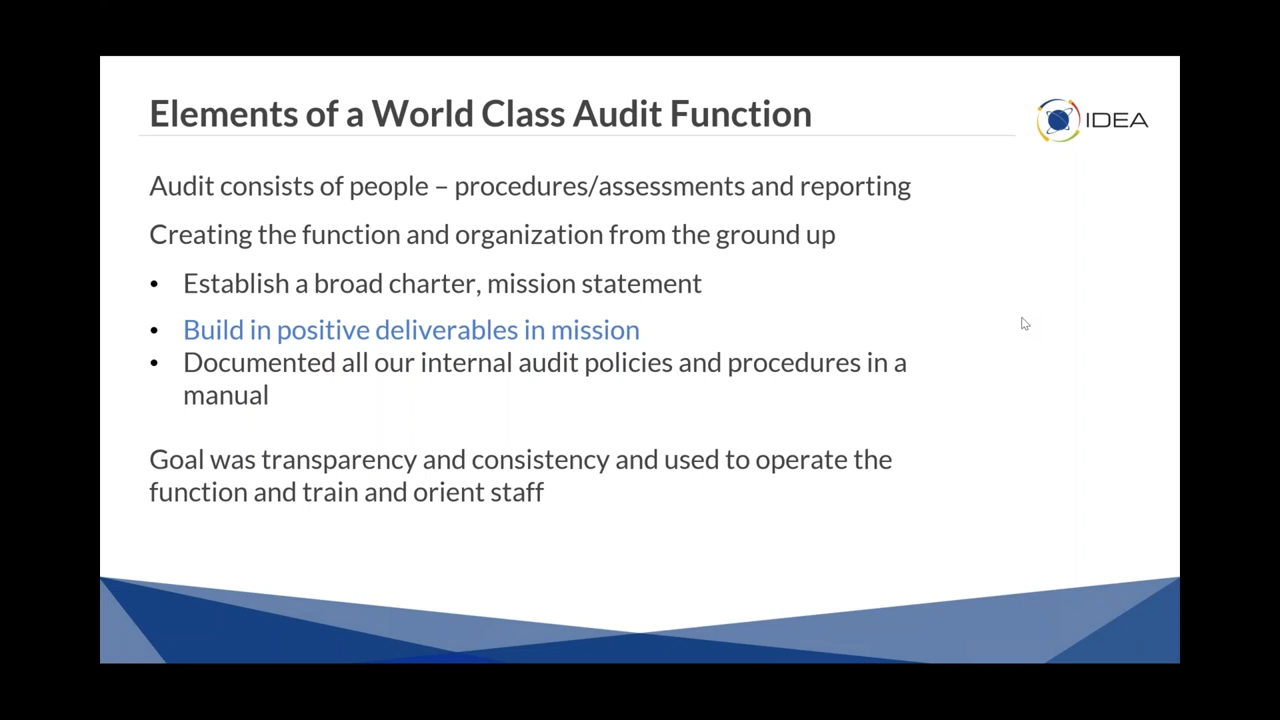 Elements of a World Class Audit Function
IDEA
Audit consists of people – procedures/assessments and reporting
Creating the function and organization from the ground up
• Establish a broad charter, mission statement
• Build in positive deliverables in mission
• Documented all our internal audit policies and procedures in a
manual
Goal was transparency and consistency and used to operate the
function and train and orient staff